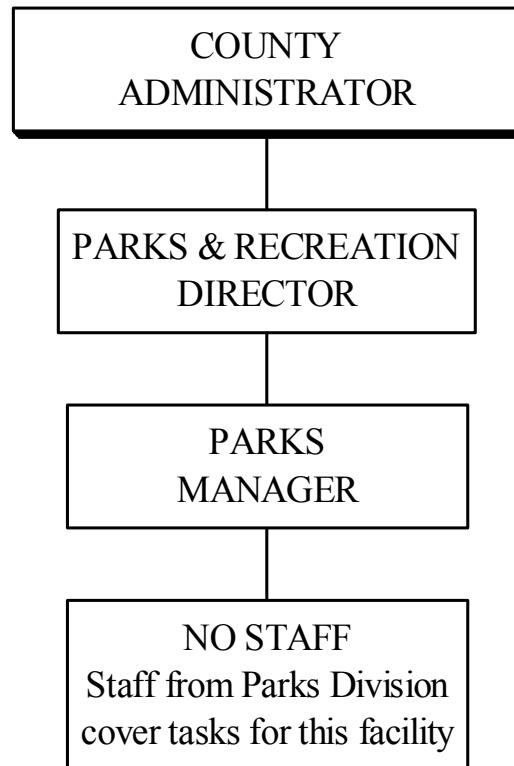 COUNTY
ADMINISTRATOR
PARKS & RECREATION
DIRECTOR
PARKS
MANAGER
NO STAFF
Staff from Parks Division
cover tasks for this facility